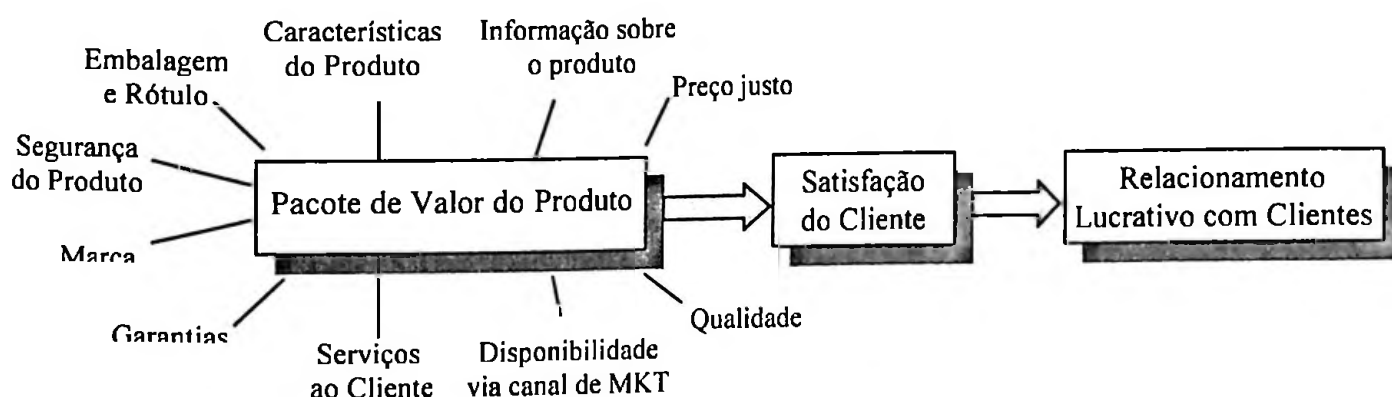 Características
do Produto
Informação sobre
o produto
Embalagem
e Rótulo
Preço justo
Segurança
do Produto
Pacote de Valor do Produto
Satisfação
do Cliente
Relacionamento
Lucrativo com Clientes
Marca
Garantias
Serviços
ao Cliente
Disponibilidade
via canal de MKT
Qualidade